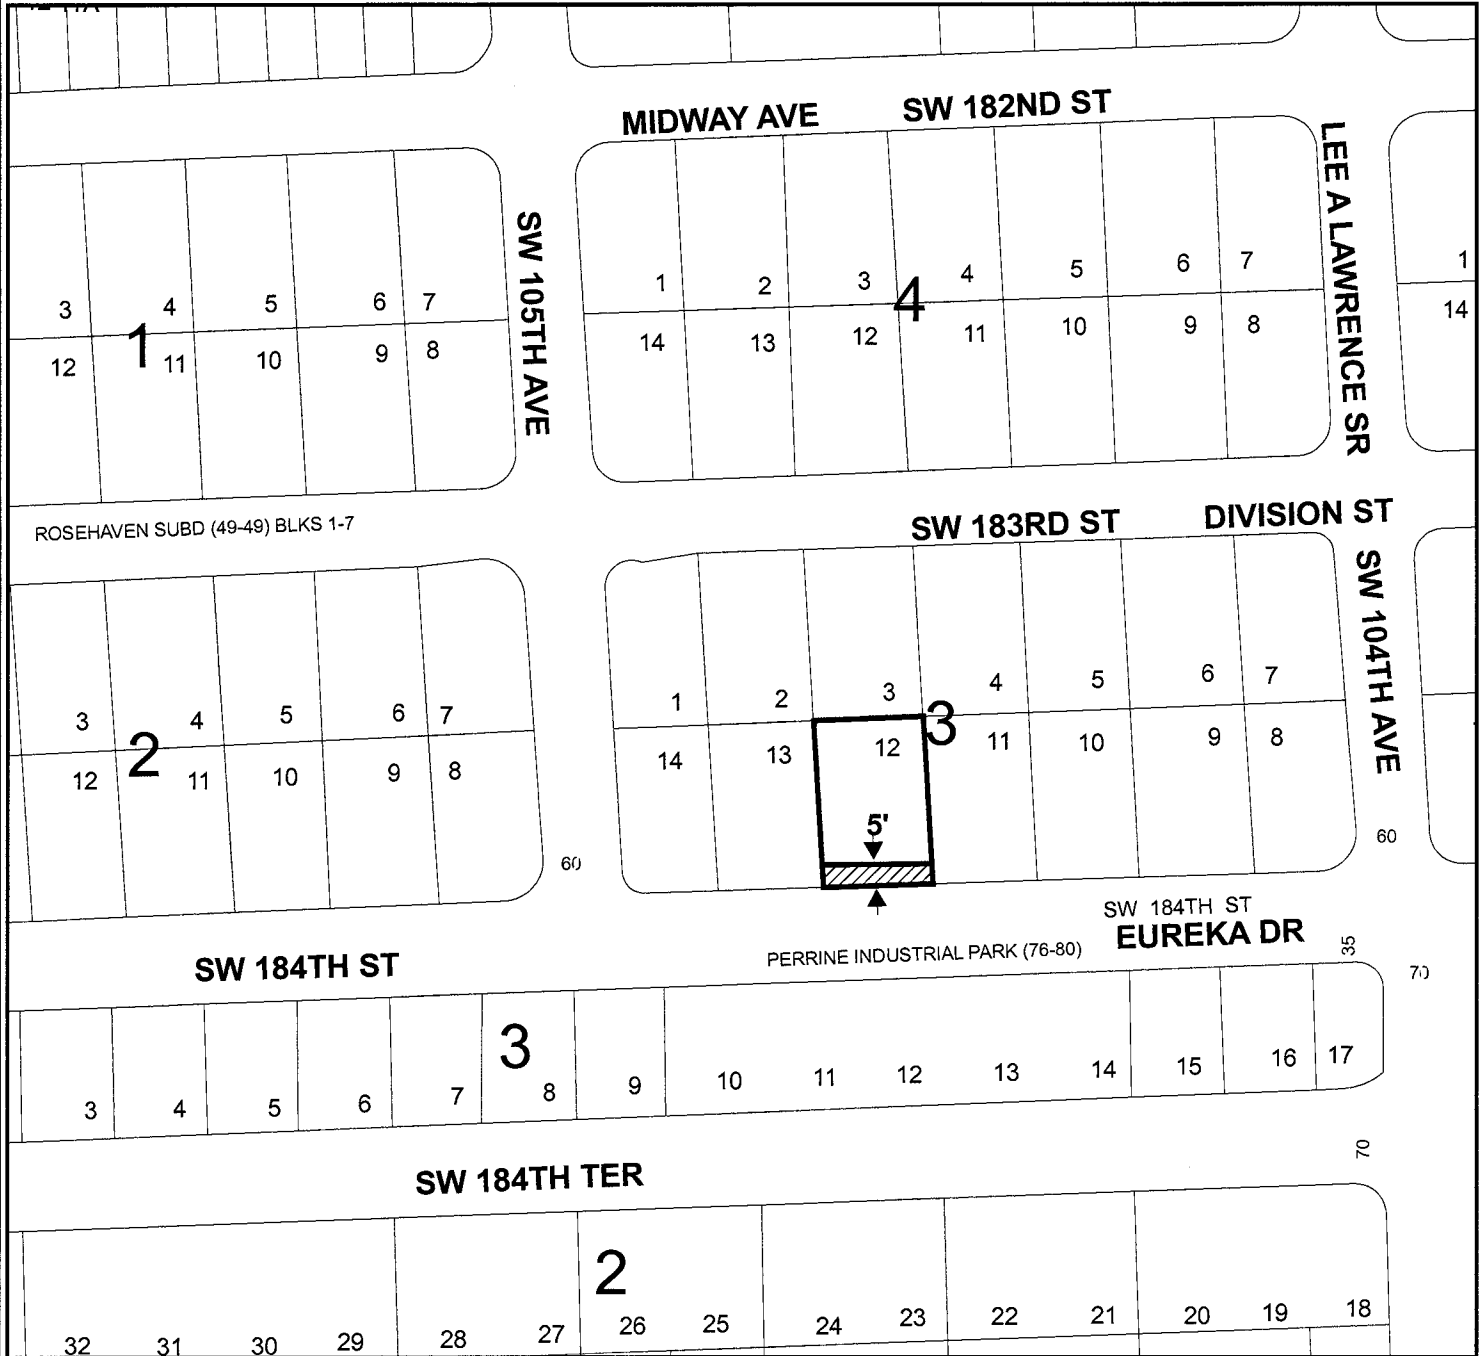 MIDWAY AVE SW 182ND ST
LEE A LAWRENCE SR
SW 105TH AVE
1 2 3 4 5 6 7 1
3 4 5 6 7
4
1
14 13 12 11 10 9 8 14
12 11 10 9 8
ROSEHAVEN SUBD (49-49) BLKS 1-7
SW 183RD ST DIVISION ST
SW 104TH AVE
1 2 3 4 5 6 7
3 4 5 6 7
3
2
14 13 12 11 10 9 8
12 11 10 9 8
5'
60 60
SW 184TH ST
EUREKA DR
35
SW 184TH ST
PERRINE INDUSTRIAL PARK (76-80)
70
3
3 4 5 6 7 8 9 10 11 12 13 14 15 16 17
SW 184TH TER
70
2
32 31 30 29 28 27 26 25 24 23 22 21 20 19 18